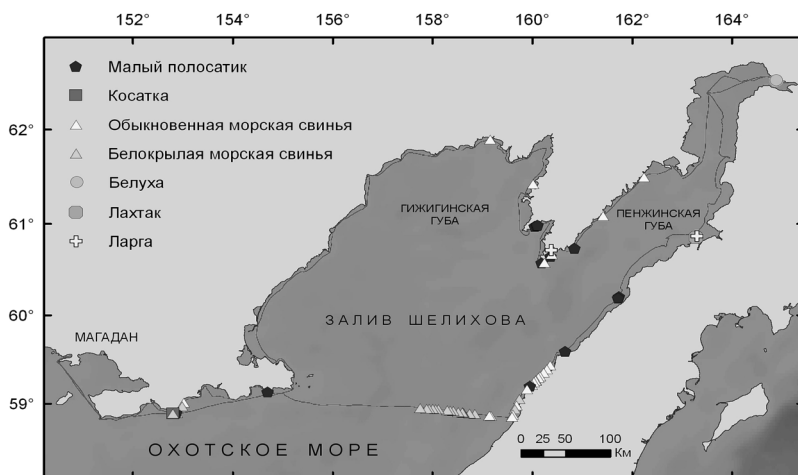 152° 154° 156° 158° 160° 162° 164°
Малый полосатик
Косатка
Обыкновенная морская свинья
Белокрылая морская свинья
Белуха
Лахтак
Ларга
62°
61°
60°
59°
ГИЖИГИНСКАЯ
ГУБА
ПЕНЖИНСКАЯ
ГУБА
ЗАЛИВ ШЕЛИХОВА
МАГАДАН
ОХОТСКОЕ МОРЕ
0 25 50 100
Км